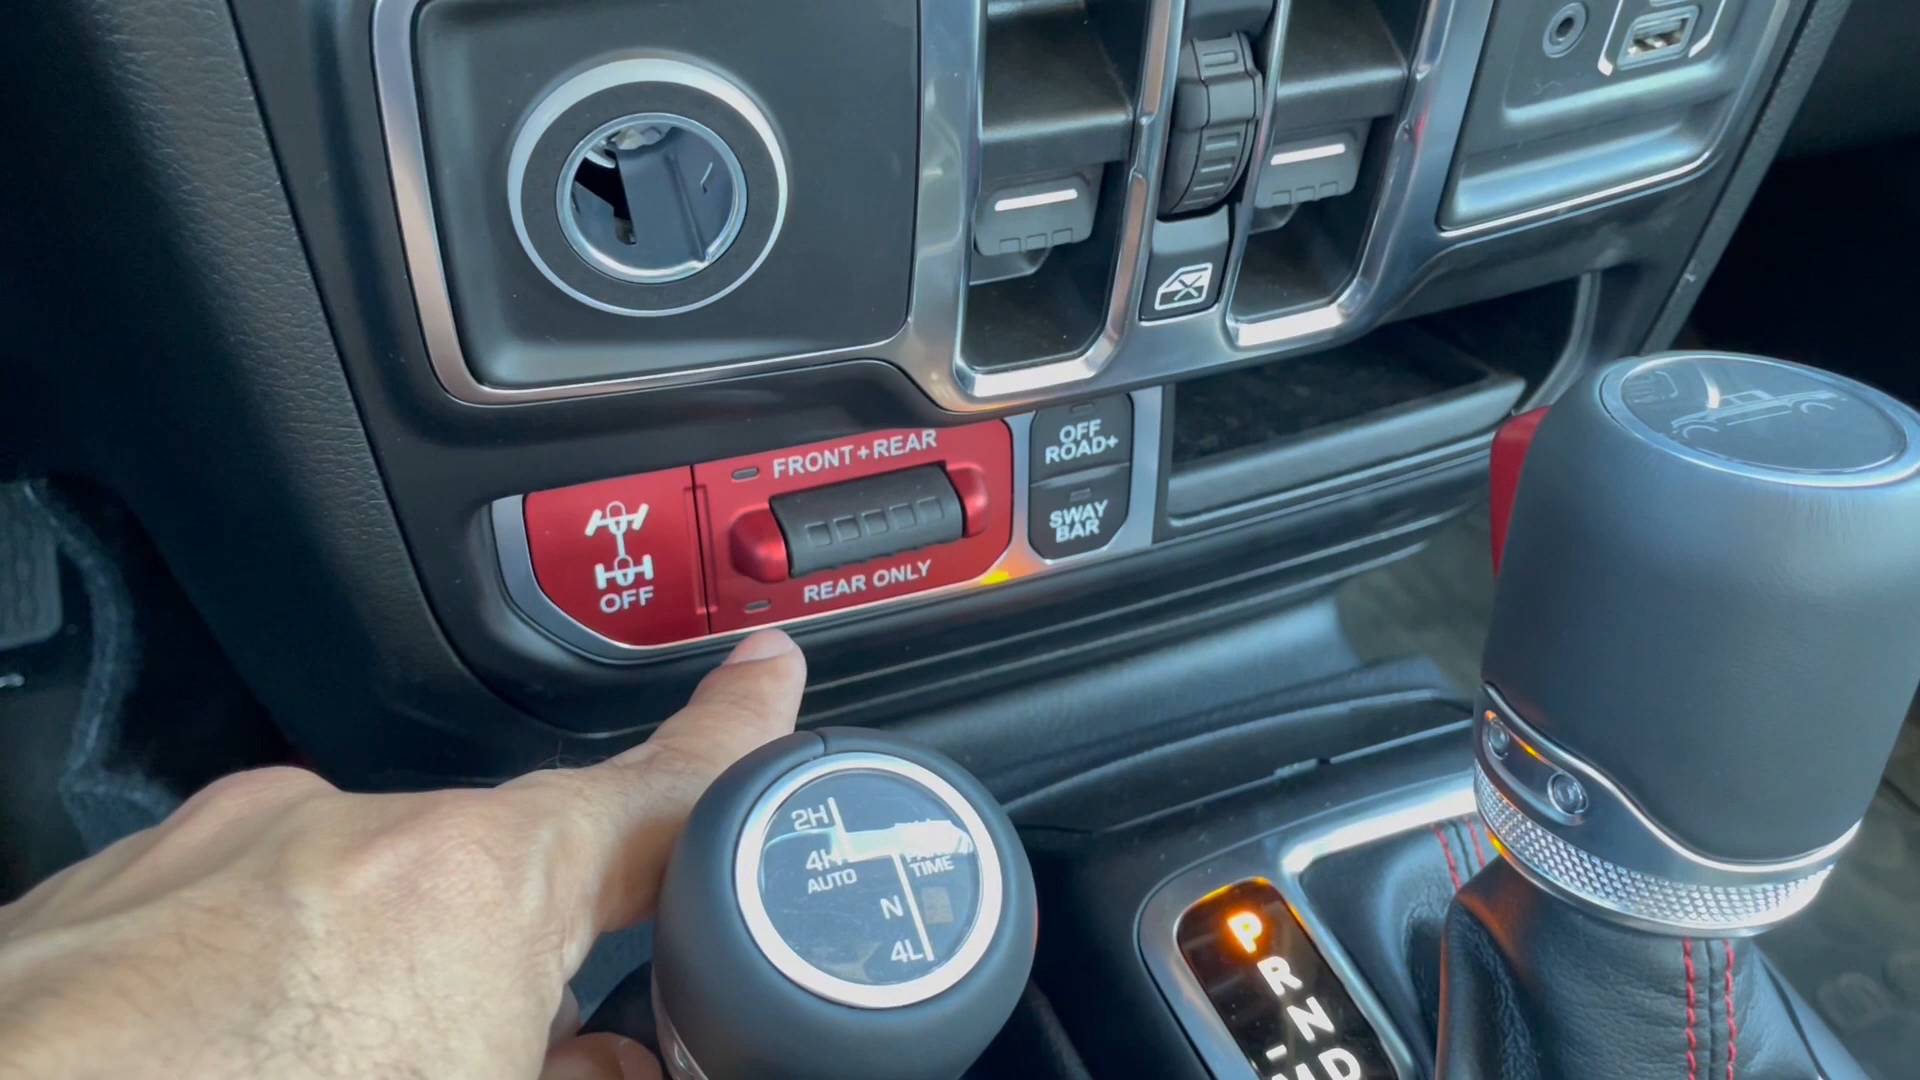 FRONT+REAR
OFF
REAR ONLY
OFF
ROAD+
SWAY
BAR
2H
4H
AUTO
TIME
N
4L
P
R
N
D
M